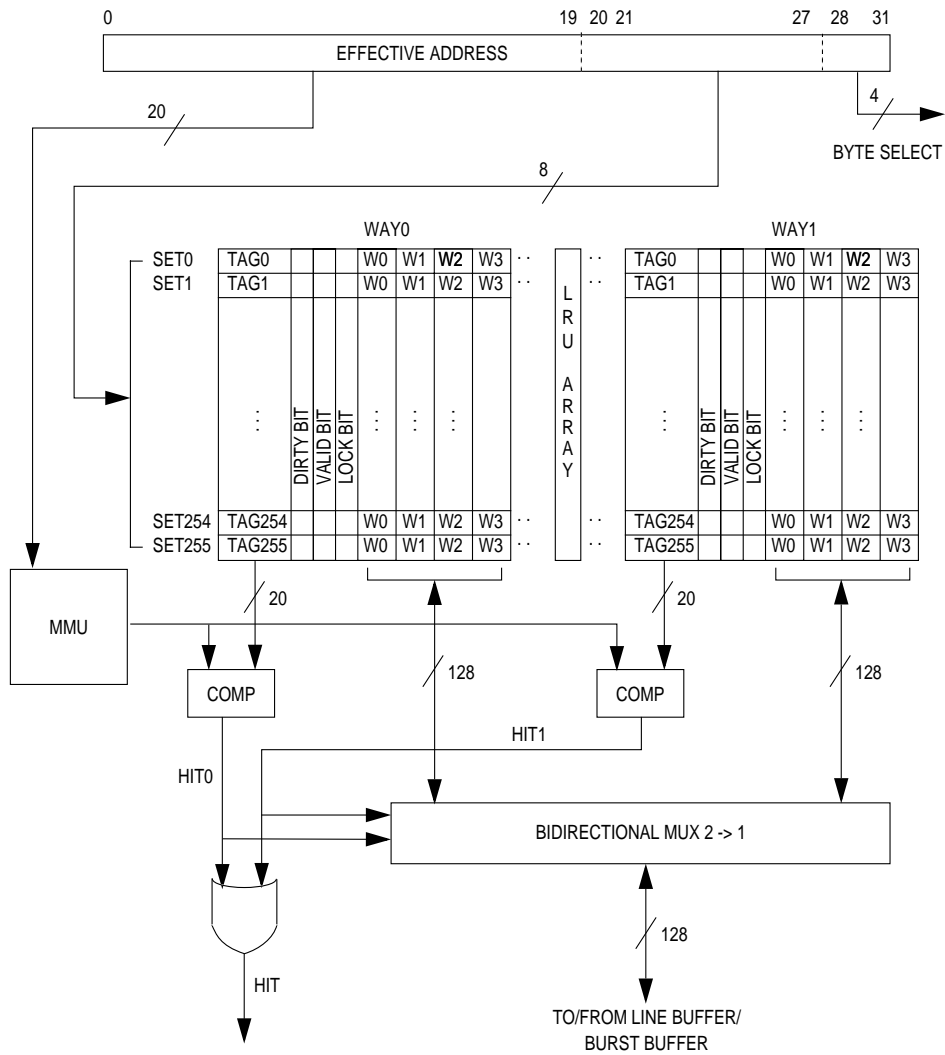 0 19 20 21 27 28 31
EFFECTIVE ADDRESS
20
4
BYTE SELECT
8
WAY0 WAY1
SET0 TAG0 W0 W1 W2 W3 . . . . TAG0 W0 W1 W2 W3
SET1 TAG1 W0 W1 W2 W3 . . . . TAG1 W0 W1 W2 W3
LRU ARRAY
. . . . . . . . . . . . . . . . . . . . . . . .
DIRTY BIT
VALID BIT
LOCK BIT
DIRTY BIT
VALID BIT
LOCK BIT
SET254 TAG254 W0 W1 W2 W3 . . . . TAG254 W0 W1 W2 W3
SET255 TAG255 W0 W1 W2 W3 . . . . TAG255 W0 W1 W2 W3
20 20
MMU
128 128
COMP COMP
HIT1
HIT0
BIDIRECTIONAL MUX 2 -> 1
128
HIT
TO/FROM LINE BUFFER/
BURST BUFFER